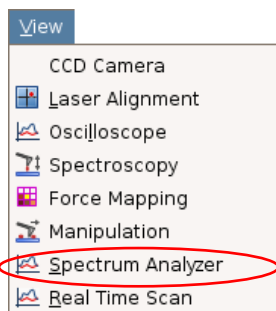 View
CCD Camera
Laser Alignment
Oscilloscope
Spectroscopy
Force Mapping
Manipulation
Spectrum Analyzer
Real Time Scan